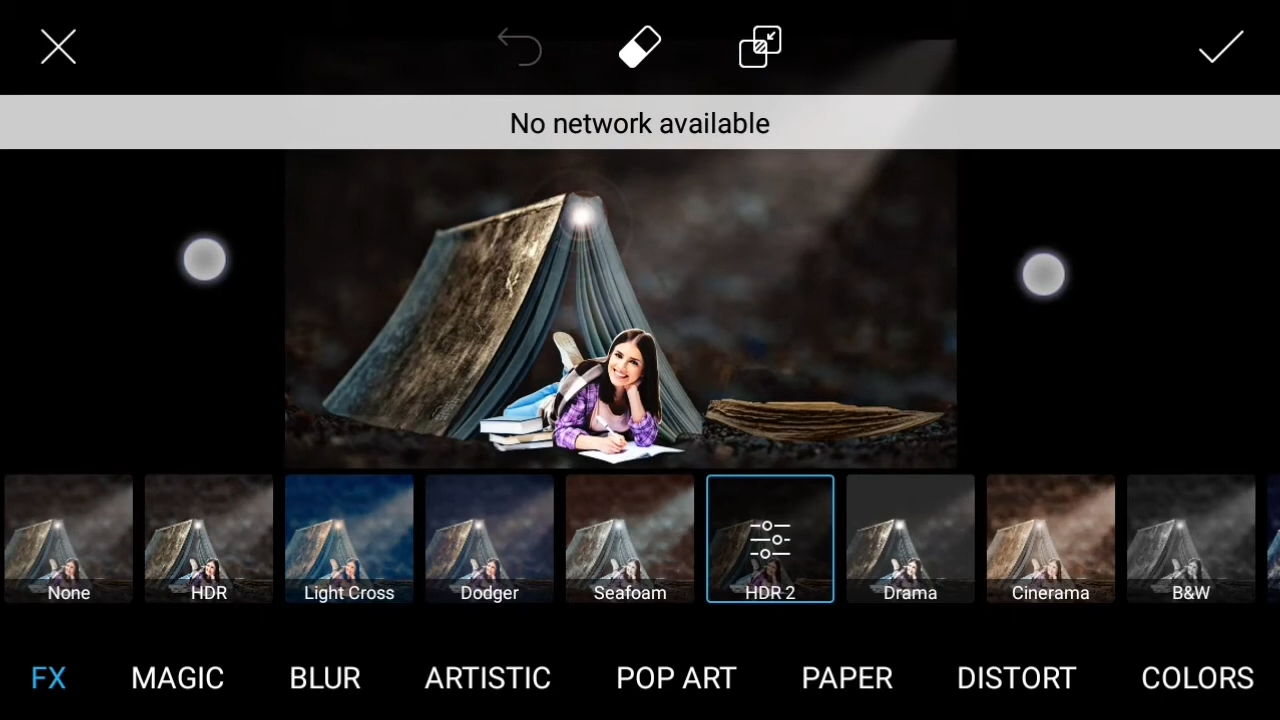 No network available
None
HDR
Light Cross
Dodger
Seafoam
HDR 2
Drama
Cinerama
B&W
FX
MAGIC
BLUR
ARTISTIC
POP ART
PAPER
DISTORT
COLORS